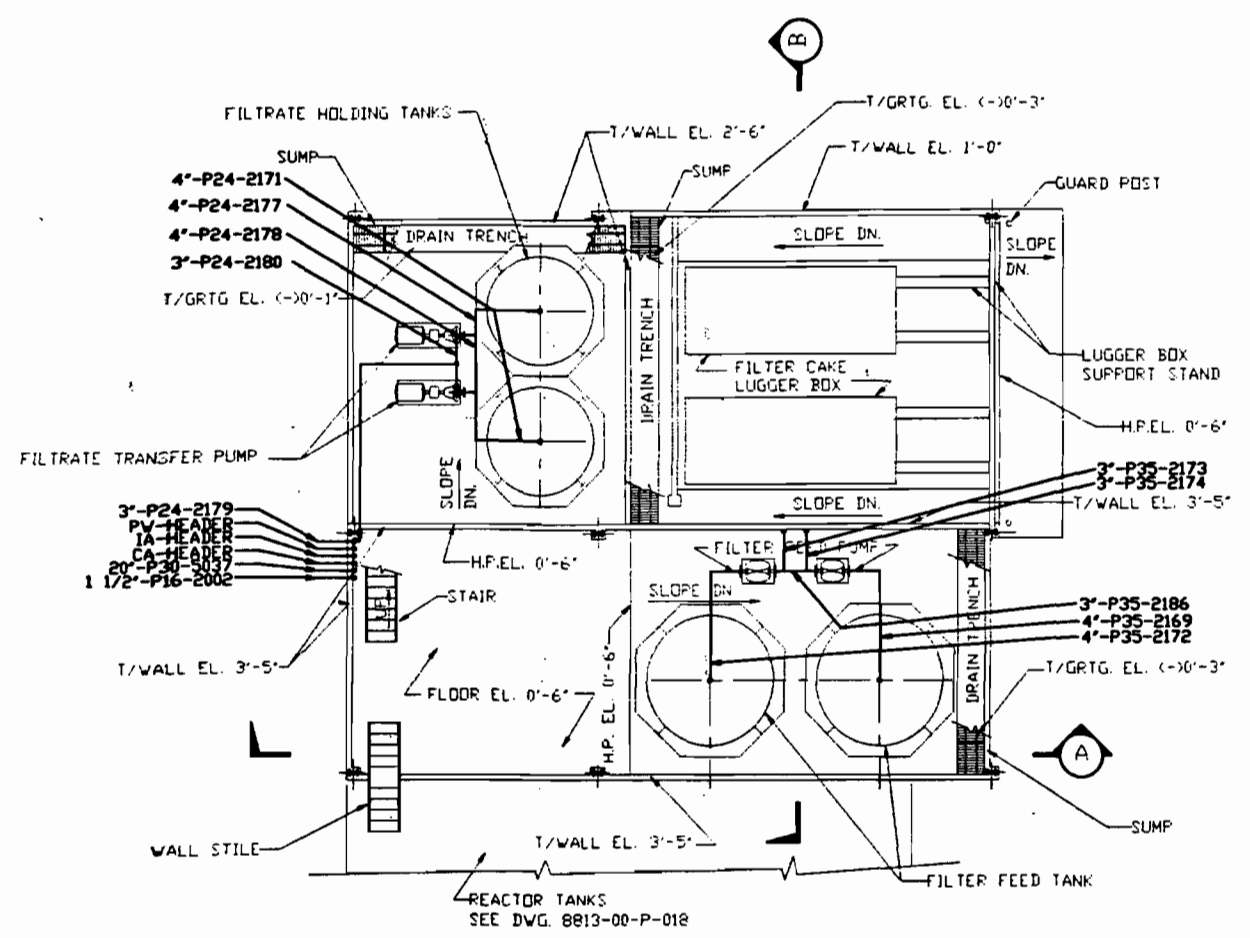 B
FILTRATE HOLDING TANKS
T/GRTG. EL. (-)0'-3"
T/WALL EL. 2'-6"
T/WALL EL. 1'-0"
SUMP
SUMP
4"-P24-2171
GUARD POST
4"-P24-2177
4"-P24-2178
DRAIN TRENCH
SLOPE DN.
SLOPE
DN.
3"-P24-2180
T/GRTG EL. (-)0'-1"
DRAIN TRENCH
FILTER CAKE
LUGGER BOX
LUGGER BOX
SUPPORT STAND
H.P.EL. 0'-6"
FILTRATE TRANSFER PUMP
SLOPE
DN.
3"-P35-2173
3"-P35-2174
SLOPE DN.
T/WALL EL. 3'-5"
3"-P24-2179
PW-HEADER
IA-HEADER
CA-HEADER
20"-P30-5037
1 1/2"-P16-2002
H.P.EL. 0'-6"
FILTER FEED PUMP
UP
STAIR
SLOPE DN
3"-P35-2186
4"-P35-2169
4"-P35-2172
T/WALL EL. 3'-5"
FLOOR EL. 0'-6"
H.P. EL. 0'-6"
DRAIN TRENCH
T/GRTG. EL. (-)0'-3"
A
WALL STILE
T/WALL EL. 3'-5"
SUMP
FILTER FEED TANK
REACTOR TANKS
SEE DWG. 8813-00-P-018